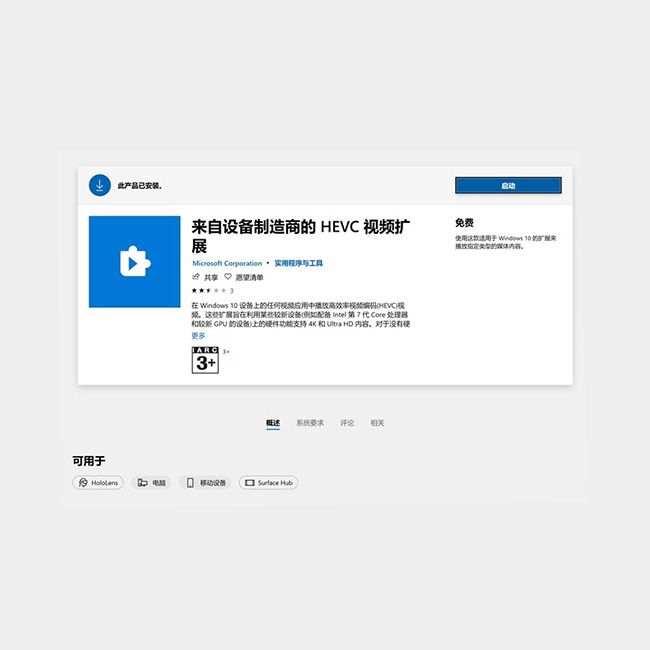 此产品已安装。
启动
来自设备制造商的 HEVC 视频扩
展
Microsoft Corporation • 实用程序与工具
共享 愿望清单
3
在 Windows 10 设备上的任何视频应用中播放高效率视频编码(HEVC)视
频。这些扩展旨在利用某些较新设备(例如配备 Intel 第 7 代 Core 处理器
和较新 GPU 的设备)上的硬件功能支持 4K 和 Ultra HD 内容。对于没有硬
更多
IARC
3+
3+
免费
使用这款适用于 Windows 10 的扩展来
播放指定类型的媒体内容。
概述 系统要求 评论 相关
可用于
HoloLens 电脑 移动设备 Surface Hub